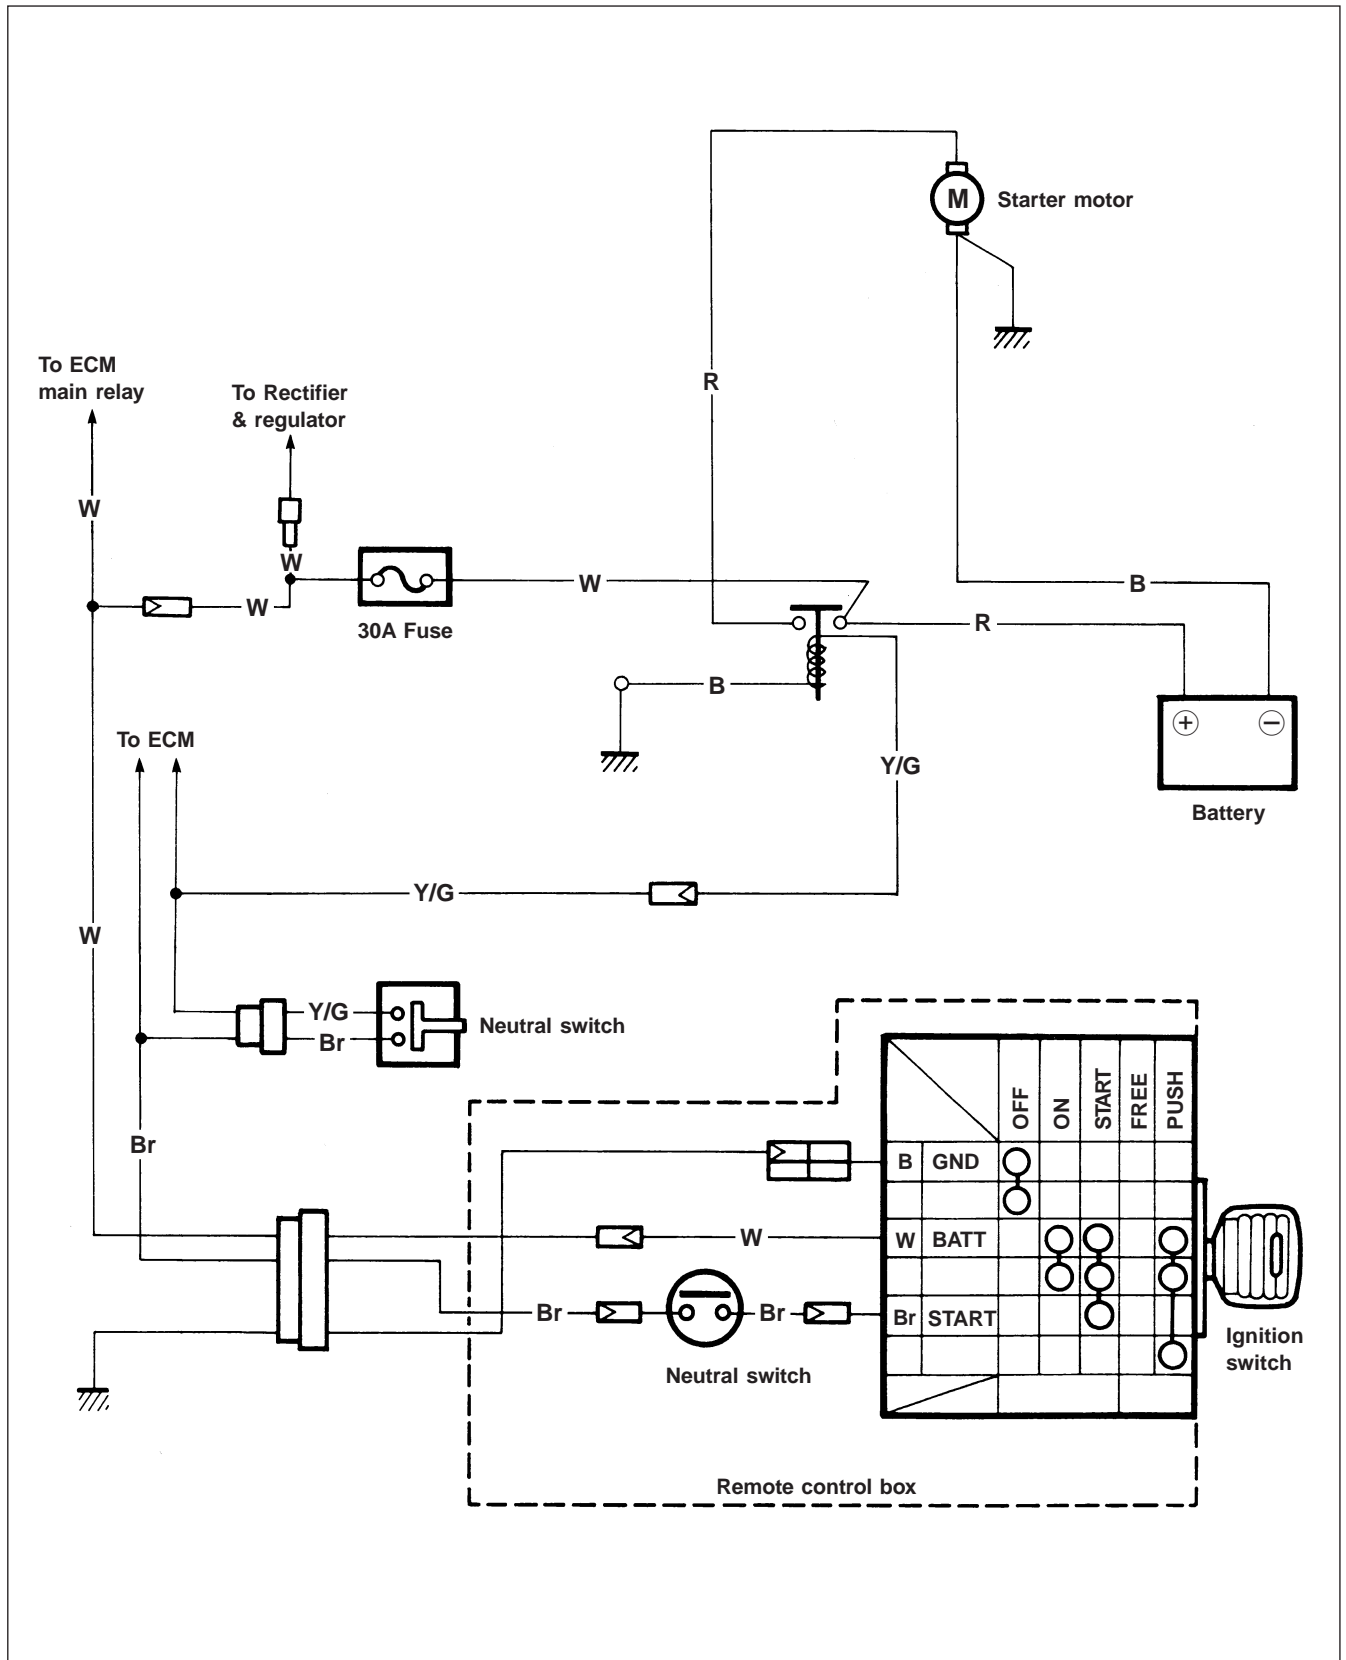 M
Starter motor
To ECM
main relay
To Rectifier
& regulator
R
W
W
W
B
W
30A Fuse
R
B
+
−
To ECM
Y/G
Battery
Y/G
W
Y/G
Neutral switch
Br
OFF
ON
START
FREE
PUSH
Br
B GND
W
W BATT
Br
Br
Br START
Ignition
switch
Neutral switch
Remote control box